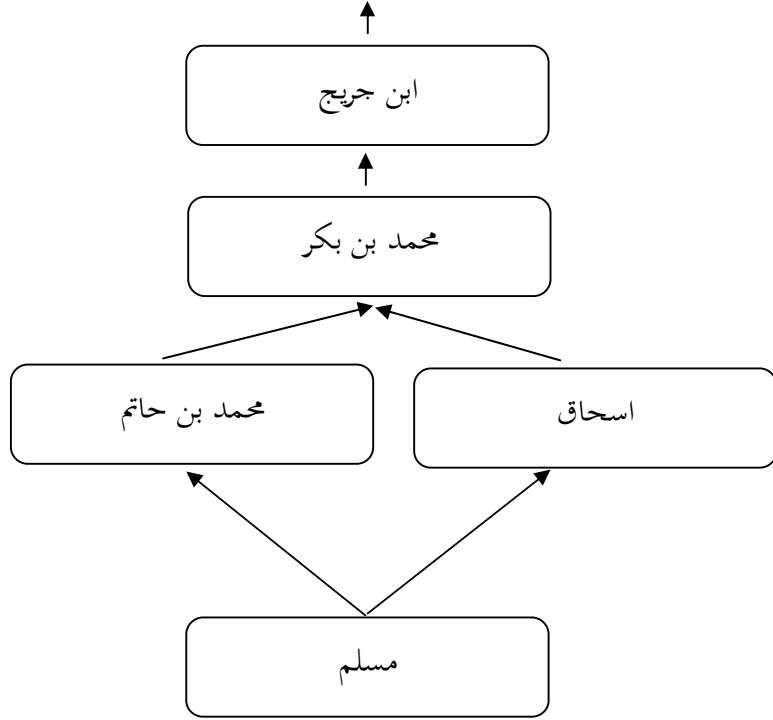 ابن جريج
محمد بن بكر
محمد بن حاتم
اسحاق
مسلم